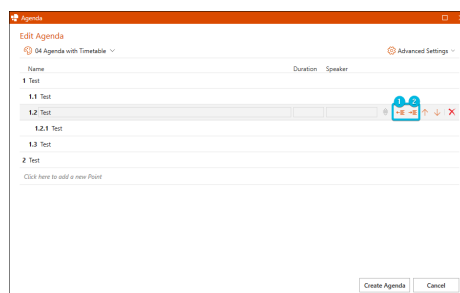 Agenda
Edit Agenda
04 Agenda with Timetable
Advanced Settings
Name Duration Speaker
1 Test
1.1 Test
1 2
1.2 Test
1.2.1 Test
1.3 Test
2 Test
Click here to add a new Point
Create Agenda Cancel